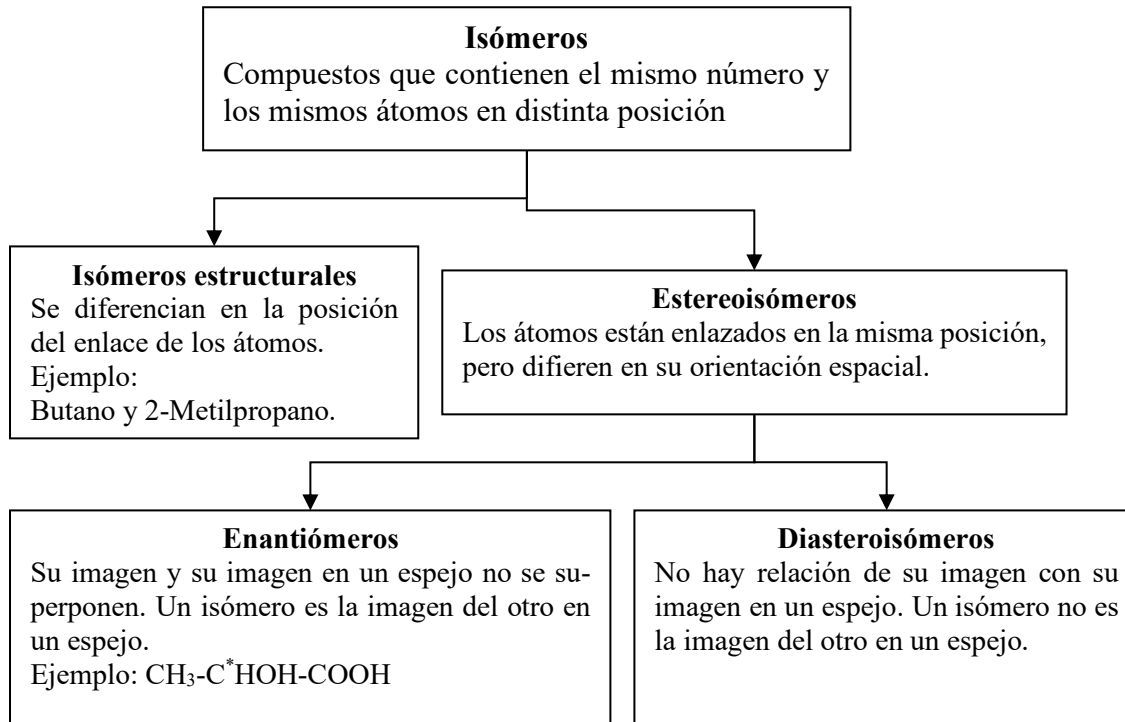 Isómeros
Compuestos que contienen el mismo número y
los mismos átomos en distinta posición
Isómeros estructurales
Se diferencian en la posición
del enlace de los átomos.
Ejemplo:
Butano y 2-Metilpropano.
Estereoisómeros
Los átomos están enlazados en la misma posición,
pero difieren en su orientación espacial.
Enantiómeros
Su imagen y su imagen en un espejo no se su-
perponen. Un isómero es la imagen del otro en
un espejo.
Ejemplo: CH₃-C*HOH-COOH
Diasteroisómeros
No hay relación de su imagen con su
imagen en un espejo. Un isómero no es
la imagen del otro en un espejo.